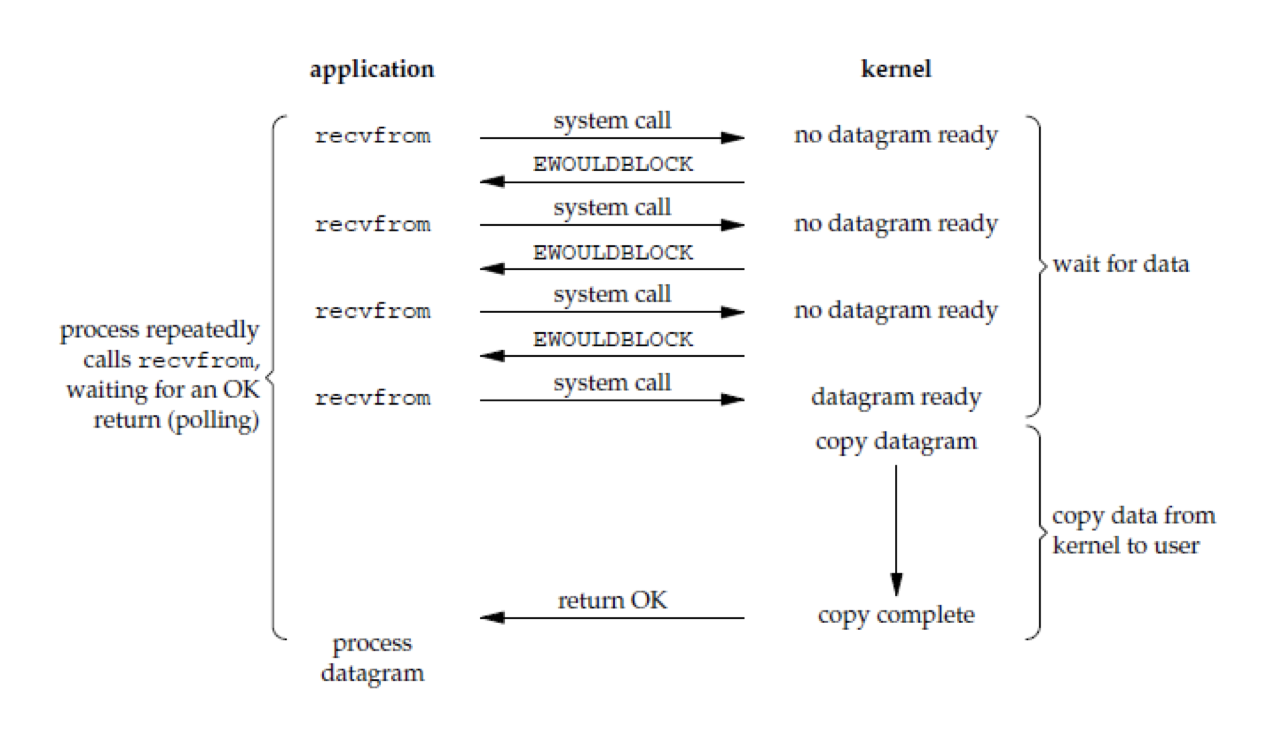 application
kernel
recvfrom
system call
no datagram ready
EWOULDBLOCK
recvfrom
system call
no datagram ready
EWOULDBLOCK
recvfrom
system call
no datagram ready
EWOULDBLOCK
recvfrom
system call
datagram ready
wait for data
process repeatedly
calls recvfrom,
waiting for an OK
return (polling)
copy datagram
copy data from
kernel to user
return OK
copy complete
process
datagram